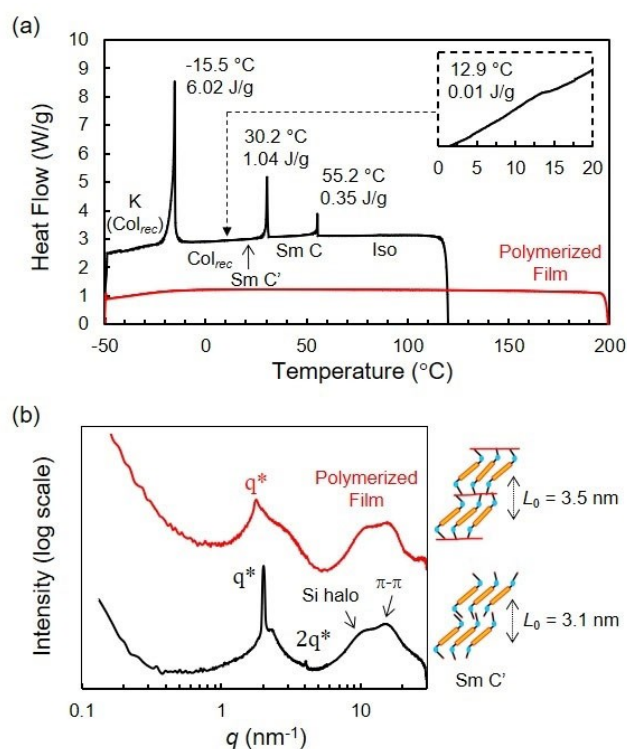 (a)
10
9
8
7
6
5
4
3
2
1
0
Heat Flow (W/g)
-15.5 °C
6.02 J/g
30.2 °C
1.04 J/g
55.2 °C
0.35 J/g
12.9 °C
0.01 J/g
0 5 10 15 20
K
(Colrec)
Colrec
Sm C'
Sm C
Iso
Polymerized
Film
-50 0 50 100 150 200
Temperature (°C)
(b)
Intensity (log scale)
q*
Polymerized
Film
q*
2q*
Si halo
π-π
0.1 1 10
q (nm-1)
L0 = 3.5 nm
L0 = 3.1 nm
Sm C'